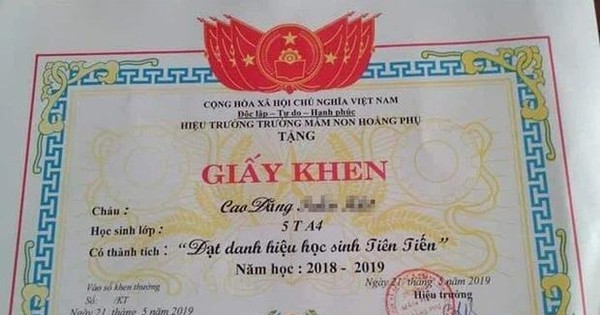 CỘNG HÒA XÃ HỘI CHỦ NGHĨA VIỆT NAM
Độc lập – Tự do – Hạnh phúc
HIỆU TRƯỞNG TRƯỜNG MẦM NON HOẰNG PHỤ
TẶNG
GIẤY KHEN
Cháu : Cao Dũng
Học sinh lớp : 5 T A4
Có thành tích : “Đạt danh hiệu học sinh Tiên Tiến”
Năm học : 2018 - 2019
Vào sổ khen thưởng
Ngày 21 tháng 5 năm 2019
Số /KT
Hiệu trưởng
Ngày 21 tháng 5 năm 2019